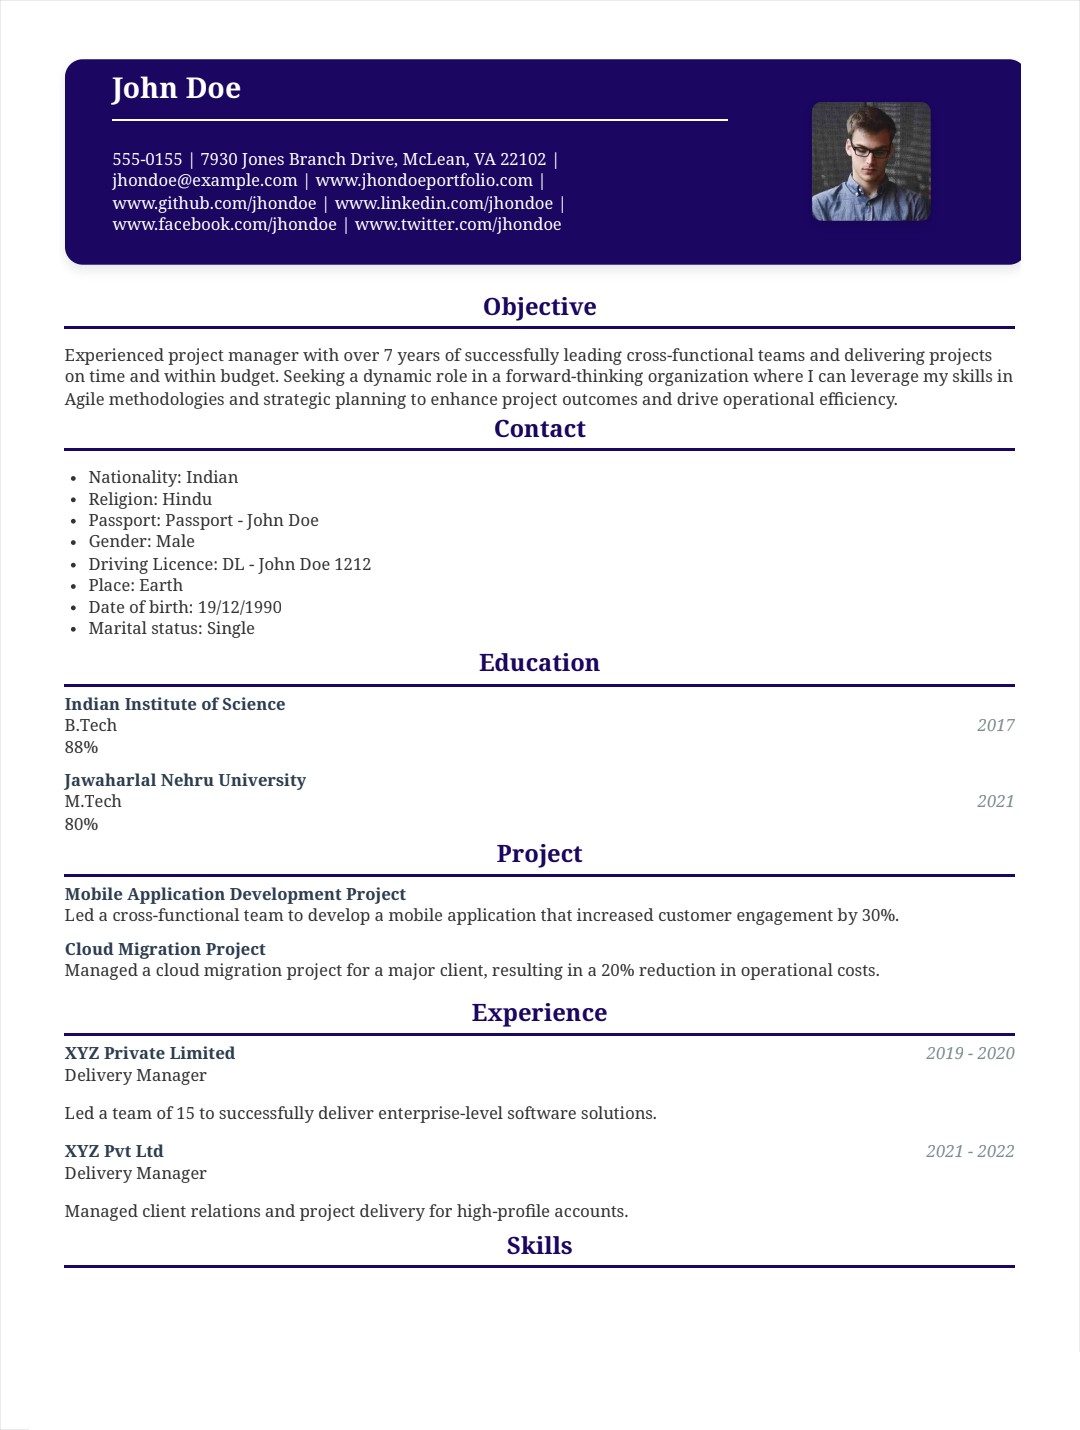 John Doe
555-0155 | 7930 Jones Branch Drive, McLean, VA 22102 |
jhondoe@example.com | www.jhondoeportfolio.com |
www.github.com/jhondoe | www.linkedin.com/jhondoe |
www.facebook.com/jhondoe | www.twitter.com/jhondoe
Objective
Experienced project manager with over 7 years of successfully leading cross-functional teams and delivering projects
on time and within budget. Seeking a dynamic role in a forward-thinking organization where I can leverage my skills in
Agile methodologies and strategic planning to enhance project outcomes and drive operational efficiency.
Contact
• Nationality: Indian
• Religion: Hindu
• Passport: Passport - John Doe
• Gender: Male
• Driving Licence: DL - John Doe 1212
• Place: Earth
• Date of birth: 19/12/1990
• Marital status: Single
Education
Indian Institute of Science
B.Tech 2017
88%
Jawaharlal Nehru University
M.Tech 2021
80%
Project
Mobile Application Development Project
Led a cross-functional team to develop a mobile application that increased customer engagement by 30%.
Cloud Migration Project
Managed a cloud migration project for a major client, resulting in a 20% reduction in operational costs.
Experience
XYZ Private Limited 2019 - 2020
Delivery Manager
Led a team of 15 to successfully deliver enterprise-level software solutions.
XYZ Pvt Ltd 2021 - 2022
Delivery Manager
Managed client relations and project delivery for high-profile accounts.
Skills